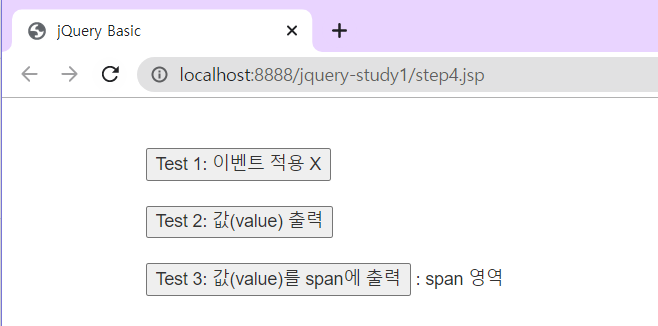 jQuery Basic
localhost:8888/jquery-study1/step4.jsp
Test 1: 이벤트 적용 X
Test 2: 값(value) 출력
Test 3: 값(value)를 span에 출력 : span 영역